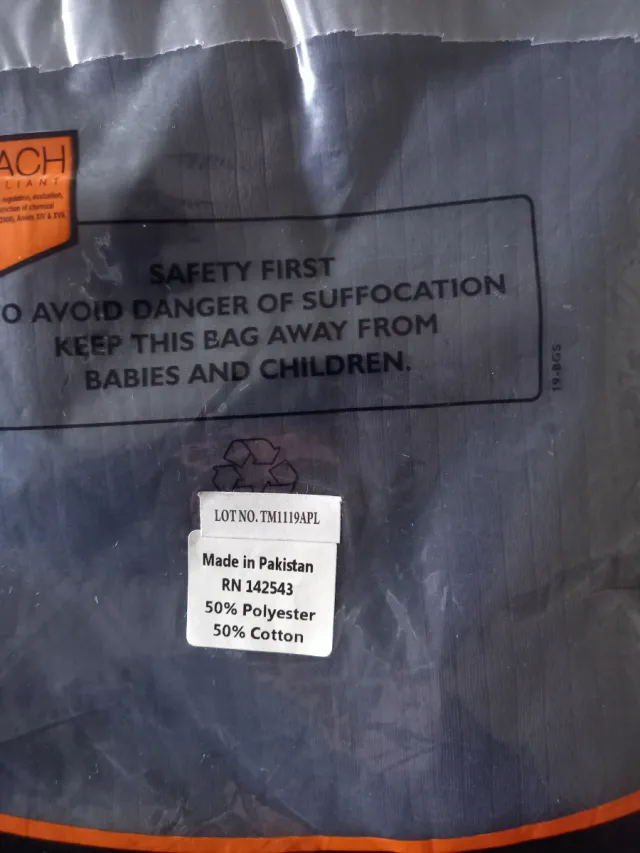 ACH
LIANT
SAFETY FIRST
O AVOID DANGER OF SUFFOCATION
KEEP THIS BAG AWAY FROM
BABIES AND CHILDREN.
19-BGS
LOT NO. TM1119APL
Made in Pakistan
RN 142543
50% Polyester
50% Cotton